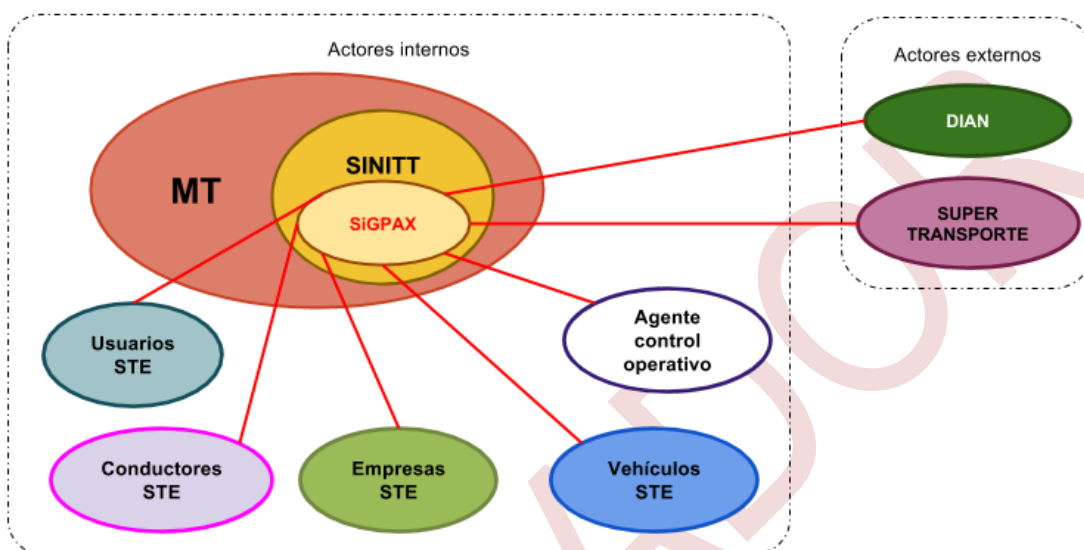 Actores internos
Actores externos
MT
SINITT
SiGPAX
DIAN
SUPER
TRANSPORTE
Usuarios
STE
Agente
control
operativo
Conductores
STE
Empresas
STE
Vehículos
STE